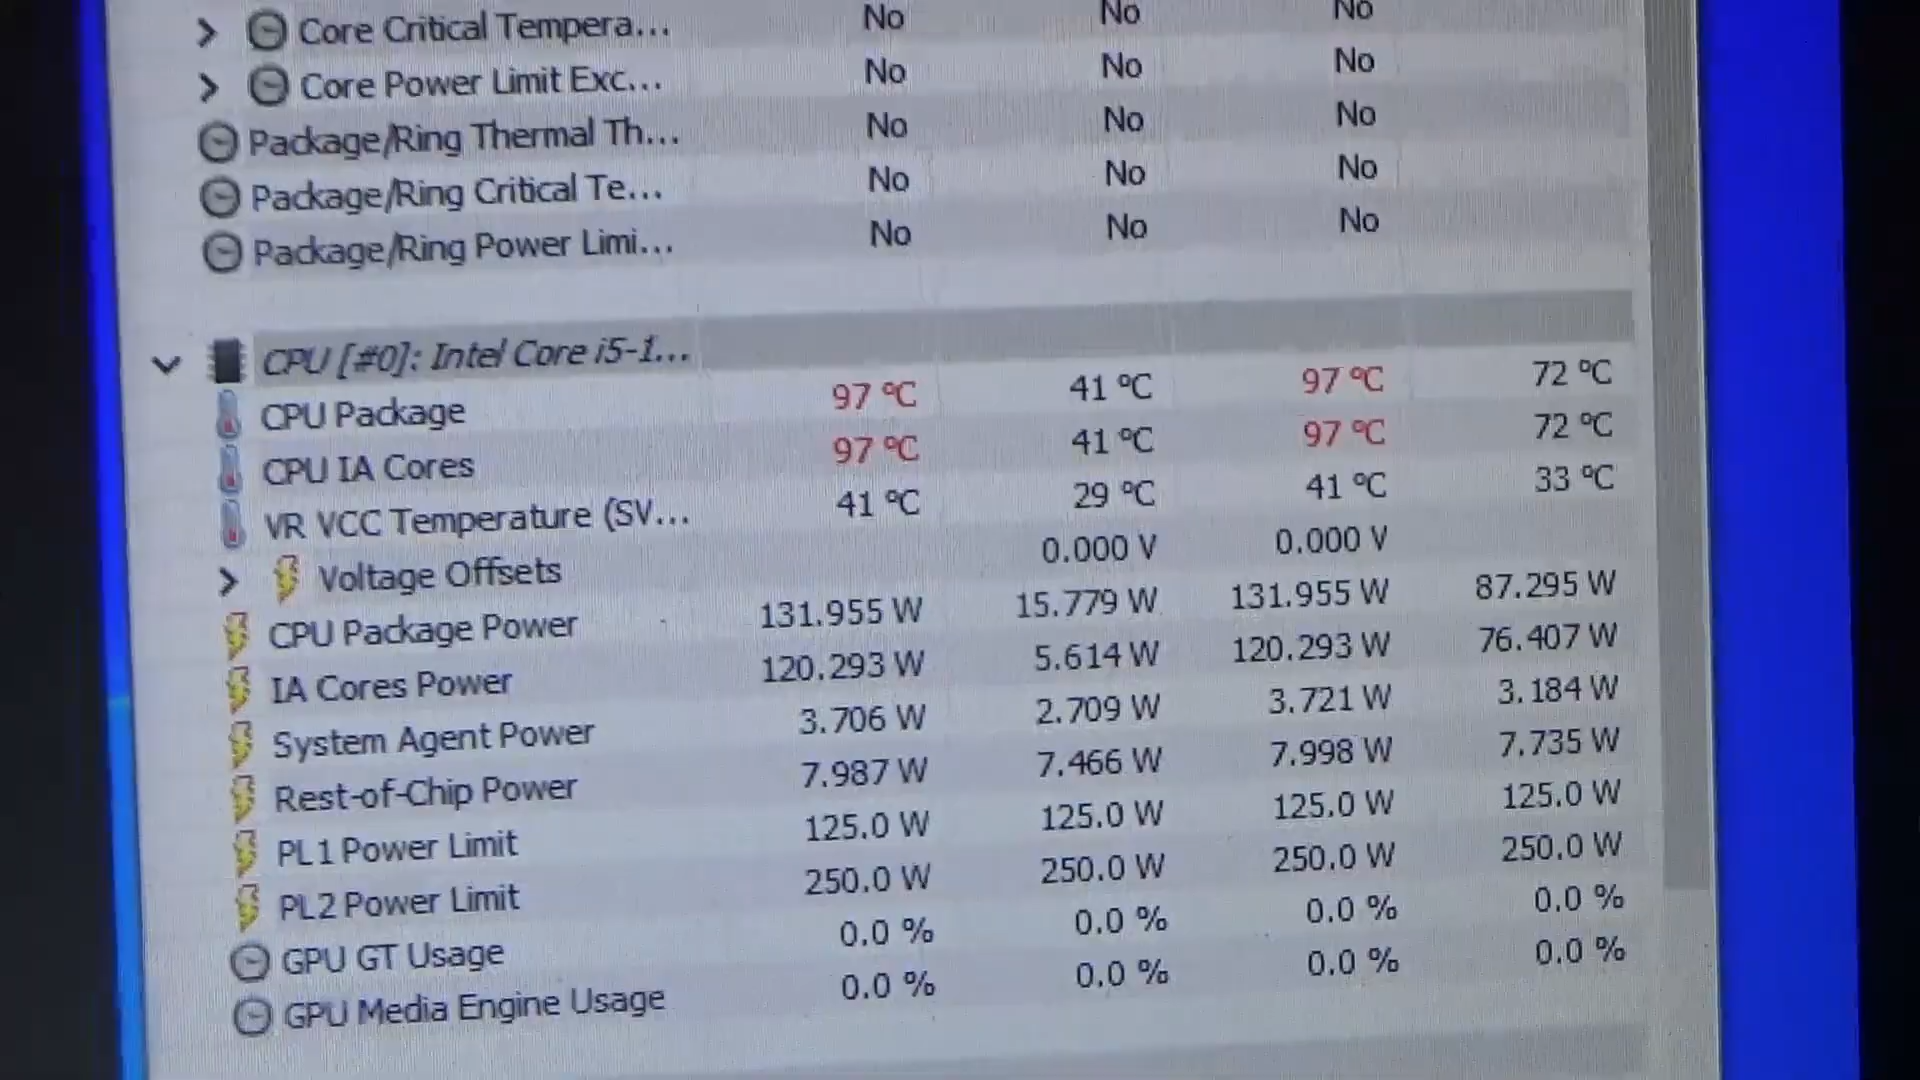 Core Critical Tempera... No No No
Core Power Limit Exc... No No No
Package/Ring Thermal Th... No No No
Package/Ring Critical Te... No No No
Package/Ring Power Limi... No No No
CPU [#0]: Intel Core i5-1...
CPU Package 97 °C 41 °C 97 °C 72 °C
CPU IA Cores 97 °C 41 °C 97 °C 72 °C
VR VCC Temperature (SV... 41 °C 29 °C 41 °C 33 °C
Voltage Offsets 0.000 V 0.000 V
CPU Package Power 131.955 W 15.779 W 131.955 W 87.295 W
IA Cores Power 120.293 W 5.614 W 120.293 W 76.407 W
System Agent Power 3.706 W 2.709 W 3.721 W 3.184 W
Rest-of-Chip Power 7.987 W 7.466 W 7.998 W 7.735 W
PL1 Power Limit 125.0 W 125.0 W 125.0 W 125.0 W
PL2 Power Limit 250.0 W 250.0 W 250.0 W 250.0 W
GPU GT Usage 0.0 % 0.0 % 0.0 % 0.0 %
GPU Media Engine Usage 0.0 % 0.0 % 0.0 % 0.0 %